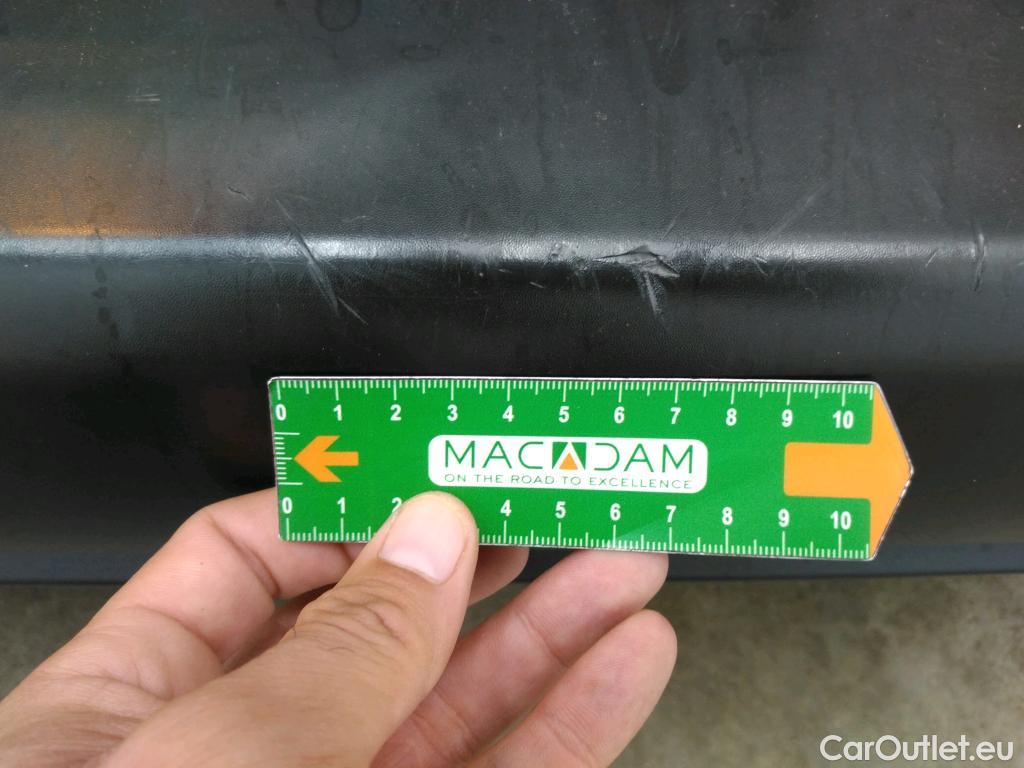 0 1 2 3 4 5 6 7 8 9 10
MACADAM
ON THE ROAD TO EXCELLENCE
0 1 2 4 5 6 7 8 9 10
CarOutlet.eu